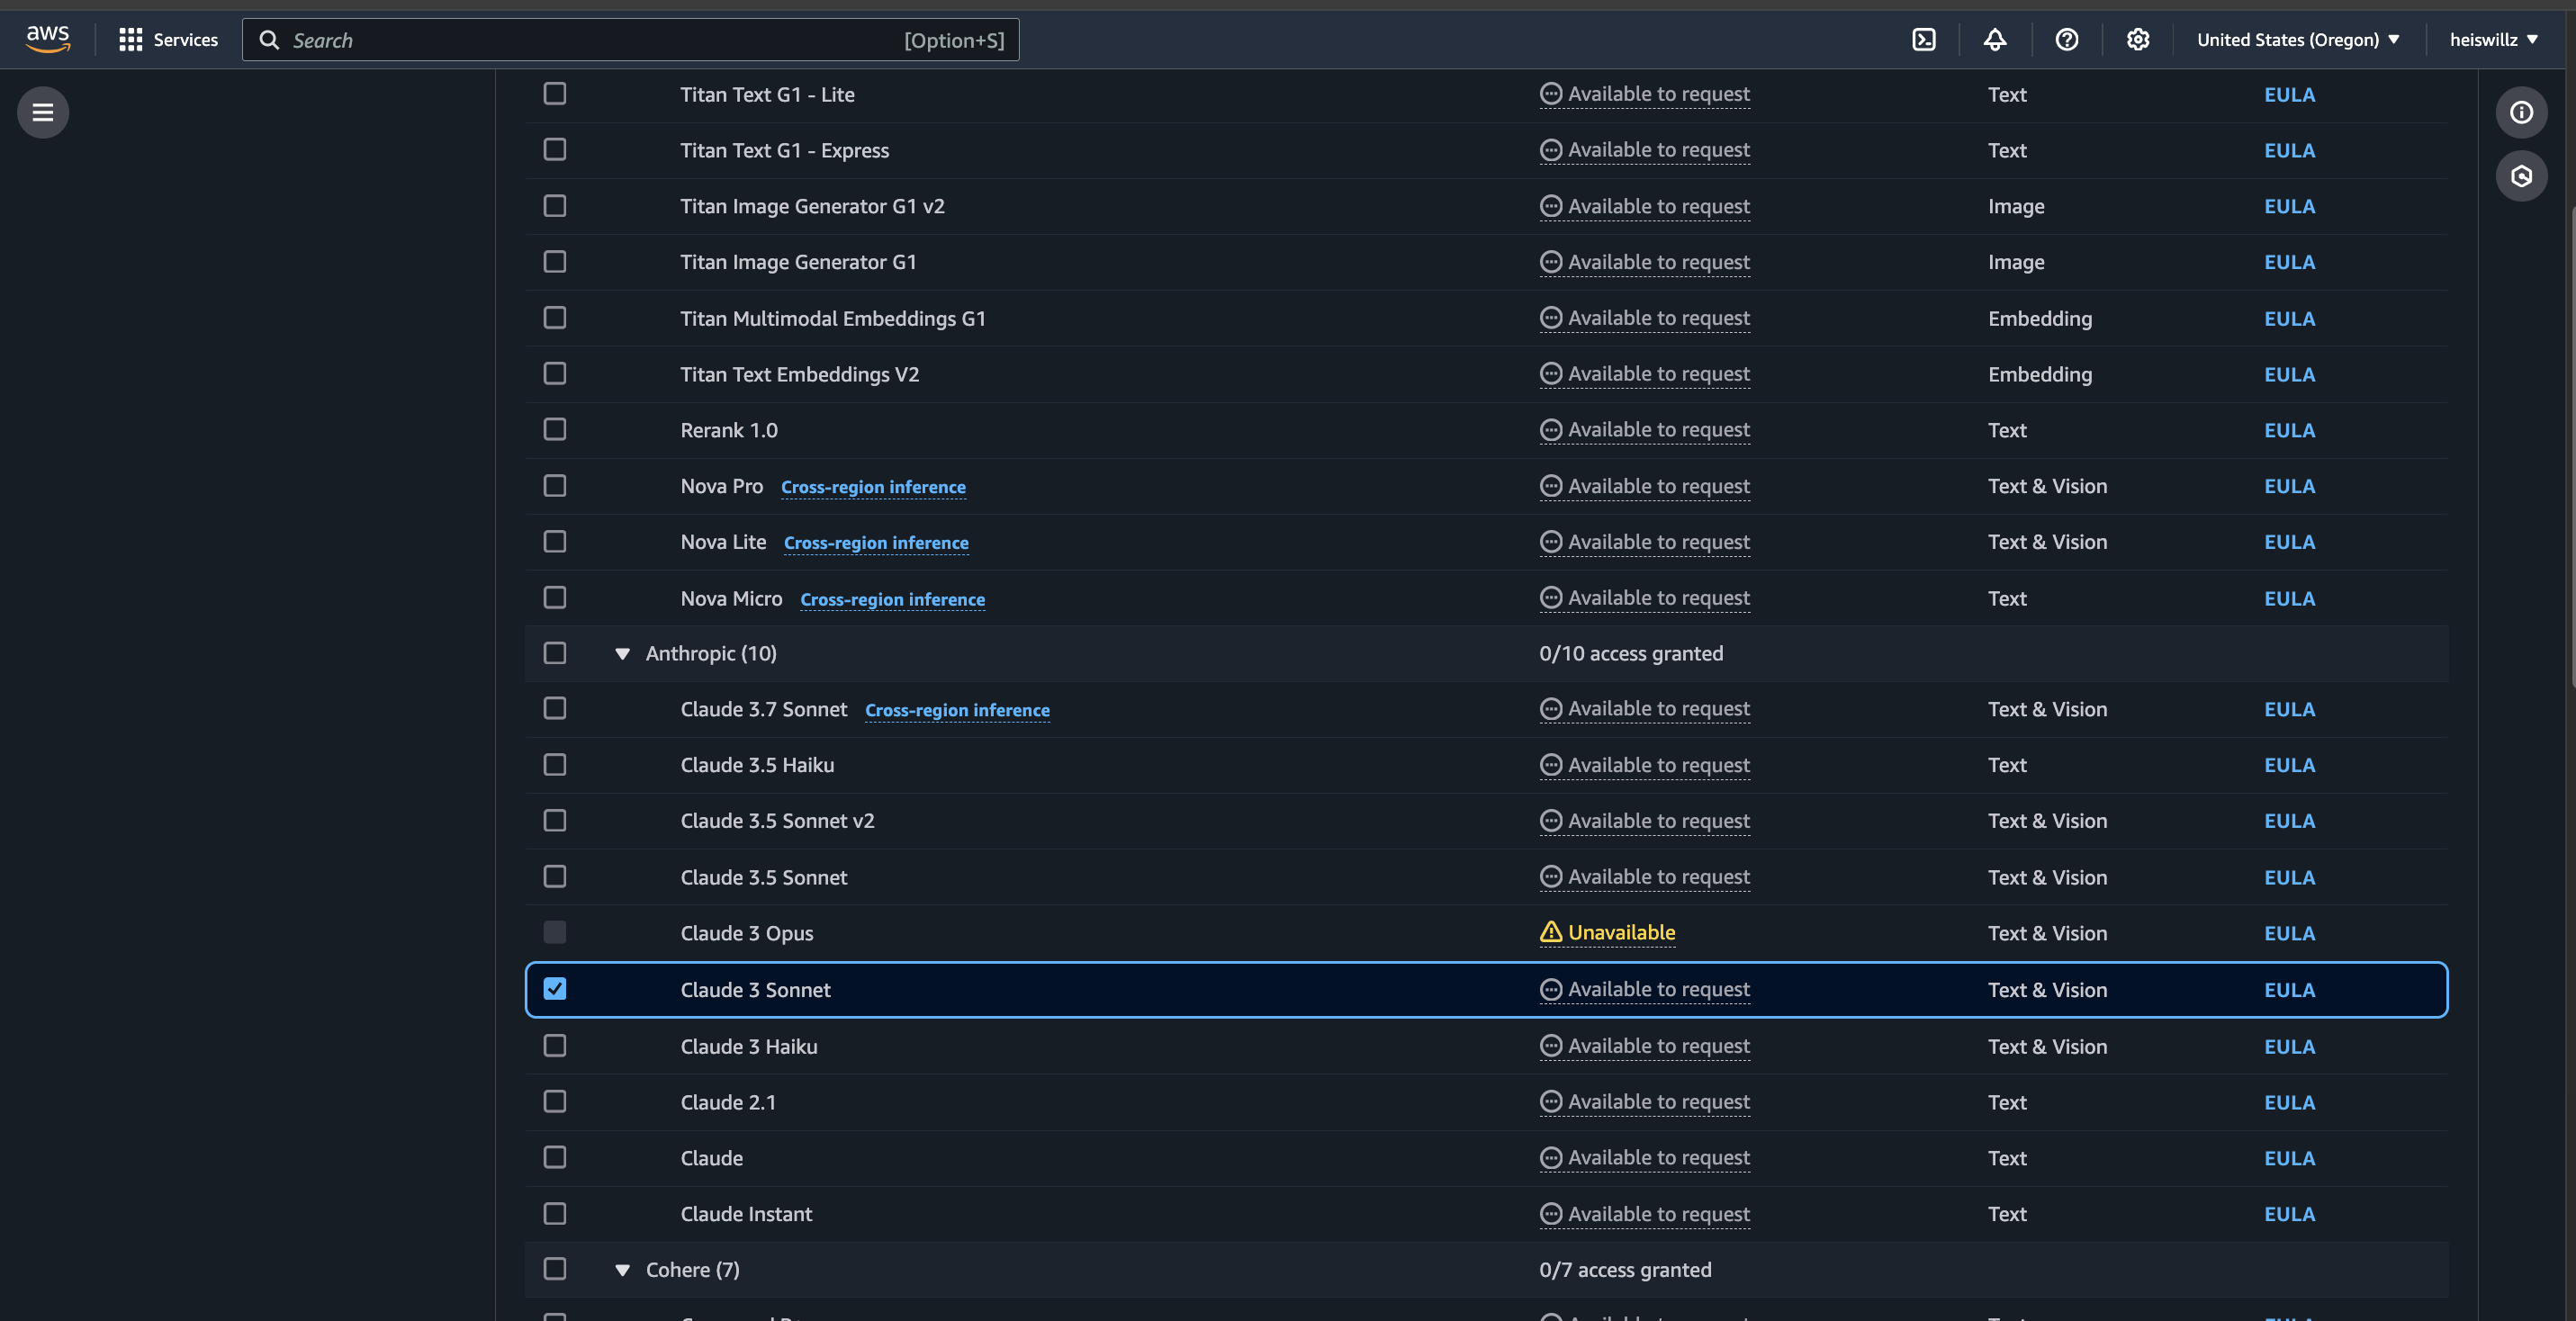 aws Services Search [Option+S] United States (Oregon) heiswillz
Titan Text G1 - Lite Available to request Text EULA
Titan Text G1 - Express Available to request Text EULA
Titan Image Generator G1 v2 Available to request Image EULA
Titan Image Generator G1 Available to request Image EULA
Titan Multimodal Embeddings G1 Available to request Embedding EULA
Titan Text Embeddings V2 Available to request Embedding EULA
Rerank 1.0 Available to request Text EULA
Nova Pro Cross-region inference Available to request Text & Vision EULA
Nova Lite Cross-region inference Available to request Text & Vision EULA
Nova Micro Cross-region inference Available to request Text EULA
Anthropic (10) 0/10 access granted
Claude 3.7 Sonnet Cross-region inference Available to request Text & Vision EULA
Claude 3.5 Haiku Available to request Text EULA
Claude 3.5 Sonnet v2 Available to request Text & Vision EULA
Claude 3.5 Sonnet Available to request Text & Vision EULA
Claude 3 Opus Unavailable Text & Vision EULA
Claude 3 Sonnet Available to request Text & Vision EULA
Claude 3 Haiku Available to request Text & Vision EULA
Claude 2.1 Available to request Text EULA
Claude Available to request Text EULA
Claude Instant Available to request Text EULA
Cohere (7) 0/7 access granted